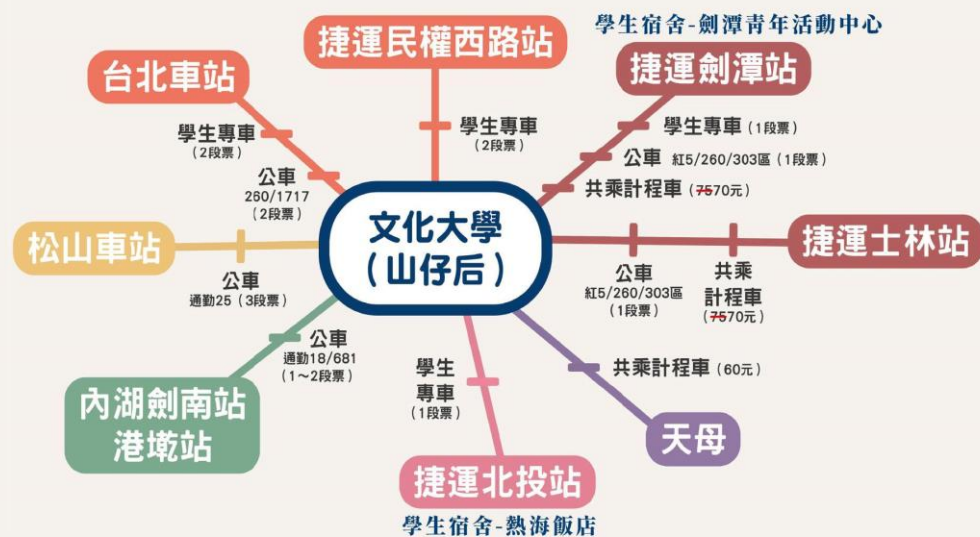 學生宿舍-劍潭青年活動中心
捷運民權西路站
捷運劍潭站
台北車站
學生專車
(2段票)
學生專車
(2段票)
學生專車 (1段票)
公車 紅5/260/303區 (1段票)
共乘計程車 (7570元)
公車
260/1717
(2段票)
文化大學
(山仔后)
松山車站
公車
通勤25 (3段票)
捷運士林站
公車
紅5/260/303區
(1段票)
共乘
計程車
(7570元)
公車
通勤18/681
(1～2段票)
學生
專車
(1段票)
共乘計程車 (60元)
內湖劍南站
港墘站
天母
捷運北投站
學生宿舍-熱海飯店